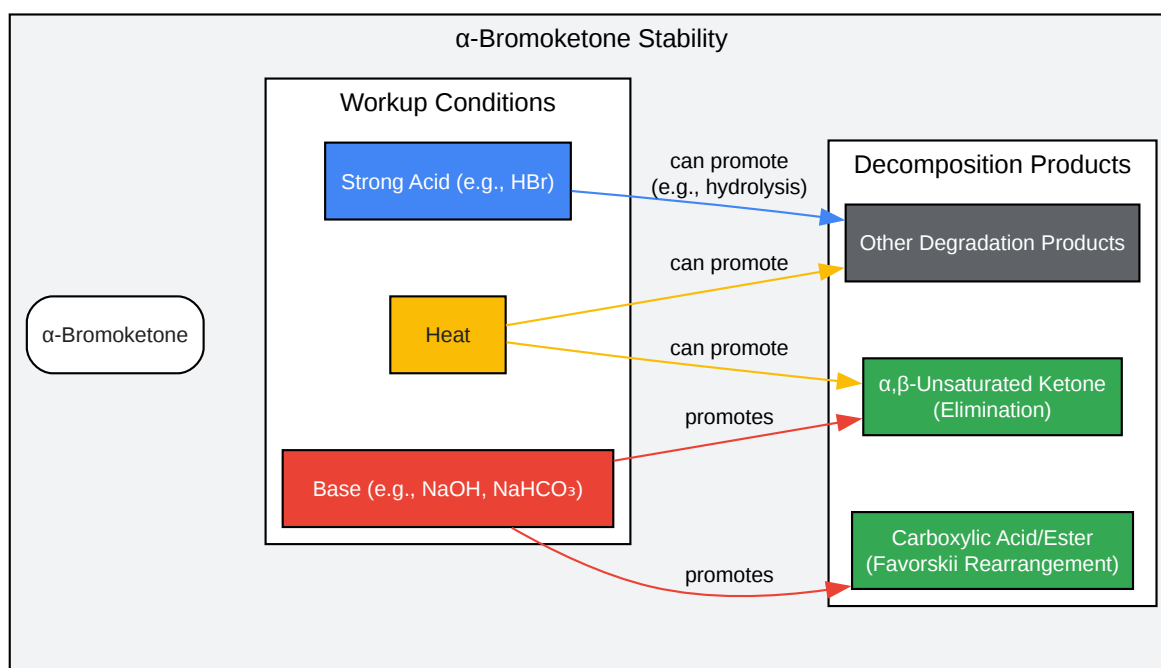 α-Bromoketone Stability
Workup Conditions
Strong Acid (e.g., HBr)
can promote
(e.g., hydrolysis)
Decomposition Products
Other Degradation Products
can promote
α-Bromoketone
Heat
can promote
α,β-Unsaturated Ketone
(Elimination)
promotes
Base (e.g., NaOH, NaHCO₃)
Carboxylic Acid/Ester
(Favorskii Rearrangement)
promotes